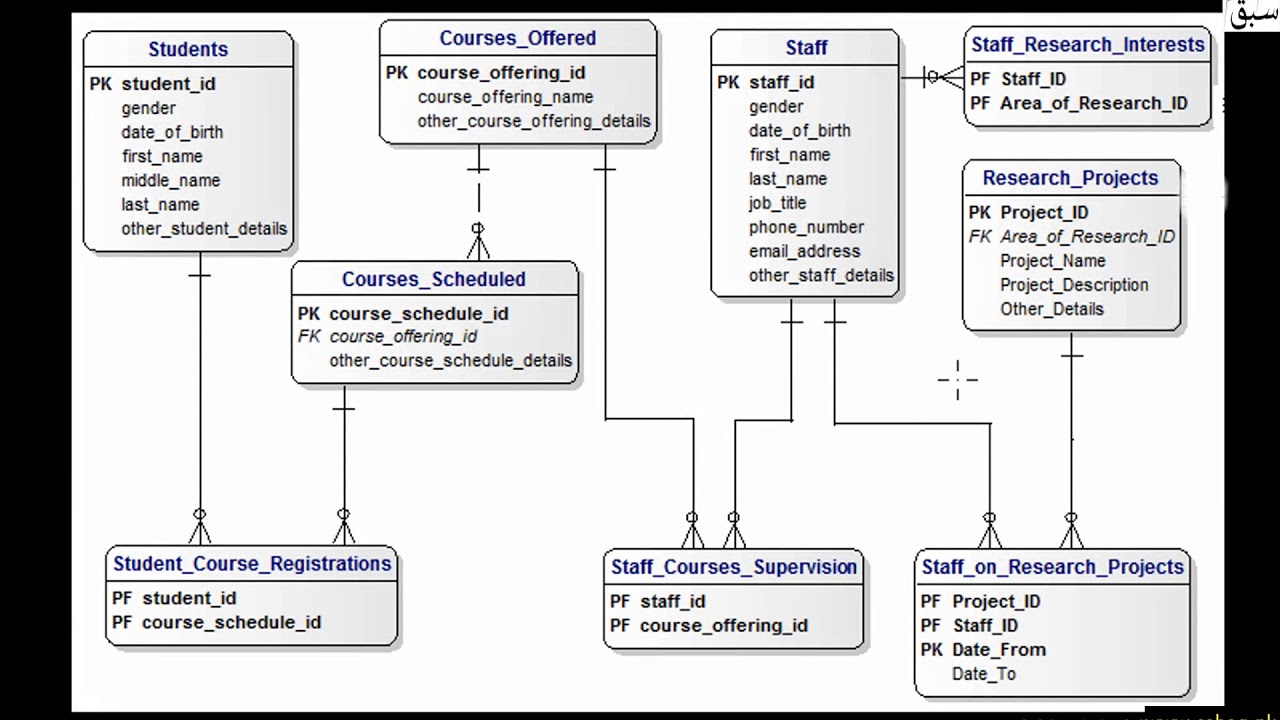 سبق
Students
PK student_id
gender
date_of_birth
first_name
middle_name
last_name
other_student_details
Courses_Offered
PK course_offering_id
course_offering_name
other_course_offering_details
Staff
PK staff_id
gender
date_of_birth
first_name
last_name
job_title
phone_number
email_address
other_staff_details
Staff_Research_Interests
PF Staff_ID
PF Area_of_Research_ID
Research_Projects
PK Project_ID
FK Area_of_Research_ID
Project_Name
Project_Description
Other_Details
Courses_Scheduled
PK course_schedule_id
FK course_offering_id
other_course_schedule_details
Student_Course_Registrations
PF student_id
PF course_schedule_id
Staff_Courses_Supervision
PF staff_id
PF course_offering_id
Staff_on_Research_Projects
PF Project_ID
PF Staff_ID
PK Date_From
Date_To